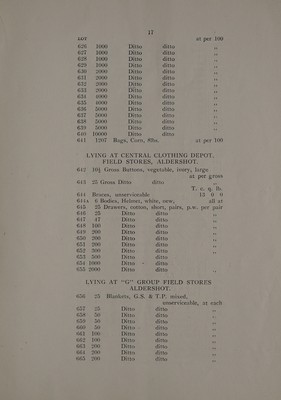 17
LOT at per 100
626 1000 Ditto ditto ,,
627 1000 Ditto ditto ,,
628 1000 Ditto ditto ,,
629 1000 Ditto ditto ,,
630 2000 Ditto ditto ,,
631 2000 Ditto ditto ,,
632 2000 Ditto ditto ,,
633 2000 Ditto ditto ,,
634 4000 Ditto ditto ,,
635 4000 Ditto ditto ,,
636 5000 Ditto ditto ,,
637 5000 Ditto ditto ,,
638 5000 Ditto ditto ,,
639 5000 Ditto ditto ,,
640 10000 Ditto ditto ,,
641 1207 Bags, Corn, 8lbs. at per 100
LYING AT CENTRAL CLOTHING DEPOT,
FIELD STORES, ALDERSHOT.
642 10½ Gross Buttons, vegetable, ivory, large
at per gross
643 25 Gross Ditto ditto ,,
T. c. q. lb.
644 Braces, unserviceable 13 0 0
644A 6 Bodies, Helmet, white, new, all at
645 25 Drawers, cotton, short, pairs, p.w. per pair
646 25 Ditto ditto ,,
647 47 Ditto ditto ,,
648 100 Ditto ditto ,,
649 200 Ditto ditto ,,
650 200 Ditto ditto ,,
651 200 Ditto ditto ,,
652 300 Ditto ditto ,,
653 500 Ditto ditto ,,
654 1000 Ditto ditto ,,
655 2000 Ditto ditto ,,
LYING AT "G" GROUP FIELD STORES
ALDERSHOT.
656 25 Blankets, G.S. & T.P. mixed,
unserviceable, at each
657 25 Ditto ditto ,,
658 50 Ditto ditto ,,
659 50 Ditto ditto ,,
660 50 Ditto ditto ,,
661 100 Ditto ditto ,,
662 100 Ditto ditto ,,
663 200 Ditto ditto ,,
664 200 Ditto ditto ,,
665 200 Ditto ditto ,,